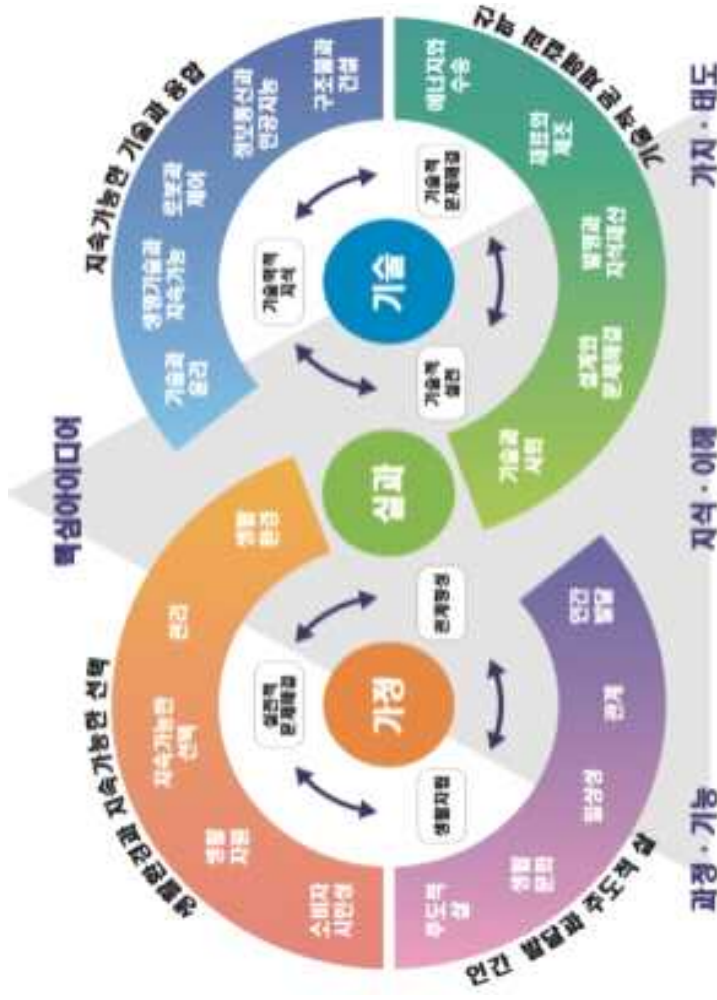 핵심아이디어
생활환경과 지속가능한 선택
소비자
시민성
생활
자원
지속가능한
선택
생활
환경
지속가능한 기술과 융합
기술과
생명기술과
지속가능
로봇과
제어
정보통신과
인공지능
구조물과
건설
실천적
문제해결
가정
생활자립
관계형성
실과
기술학적
지식
기술
기술적
실천
기술적
문제해결
주도적
삶
생활
문화
일상성
관계
인간
발달
인간 발달과 주도적 삶
기술과
사회
설계와
문제해결
발명과
지식재산
재료와
제조
에너지와
수송
기술적 문제해결과 혁신
과정·기능
지식·이해
가치·태도